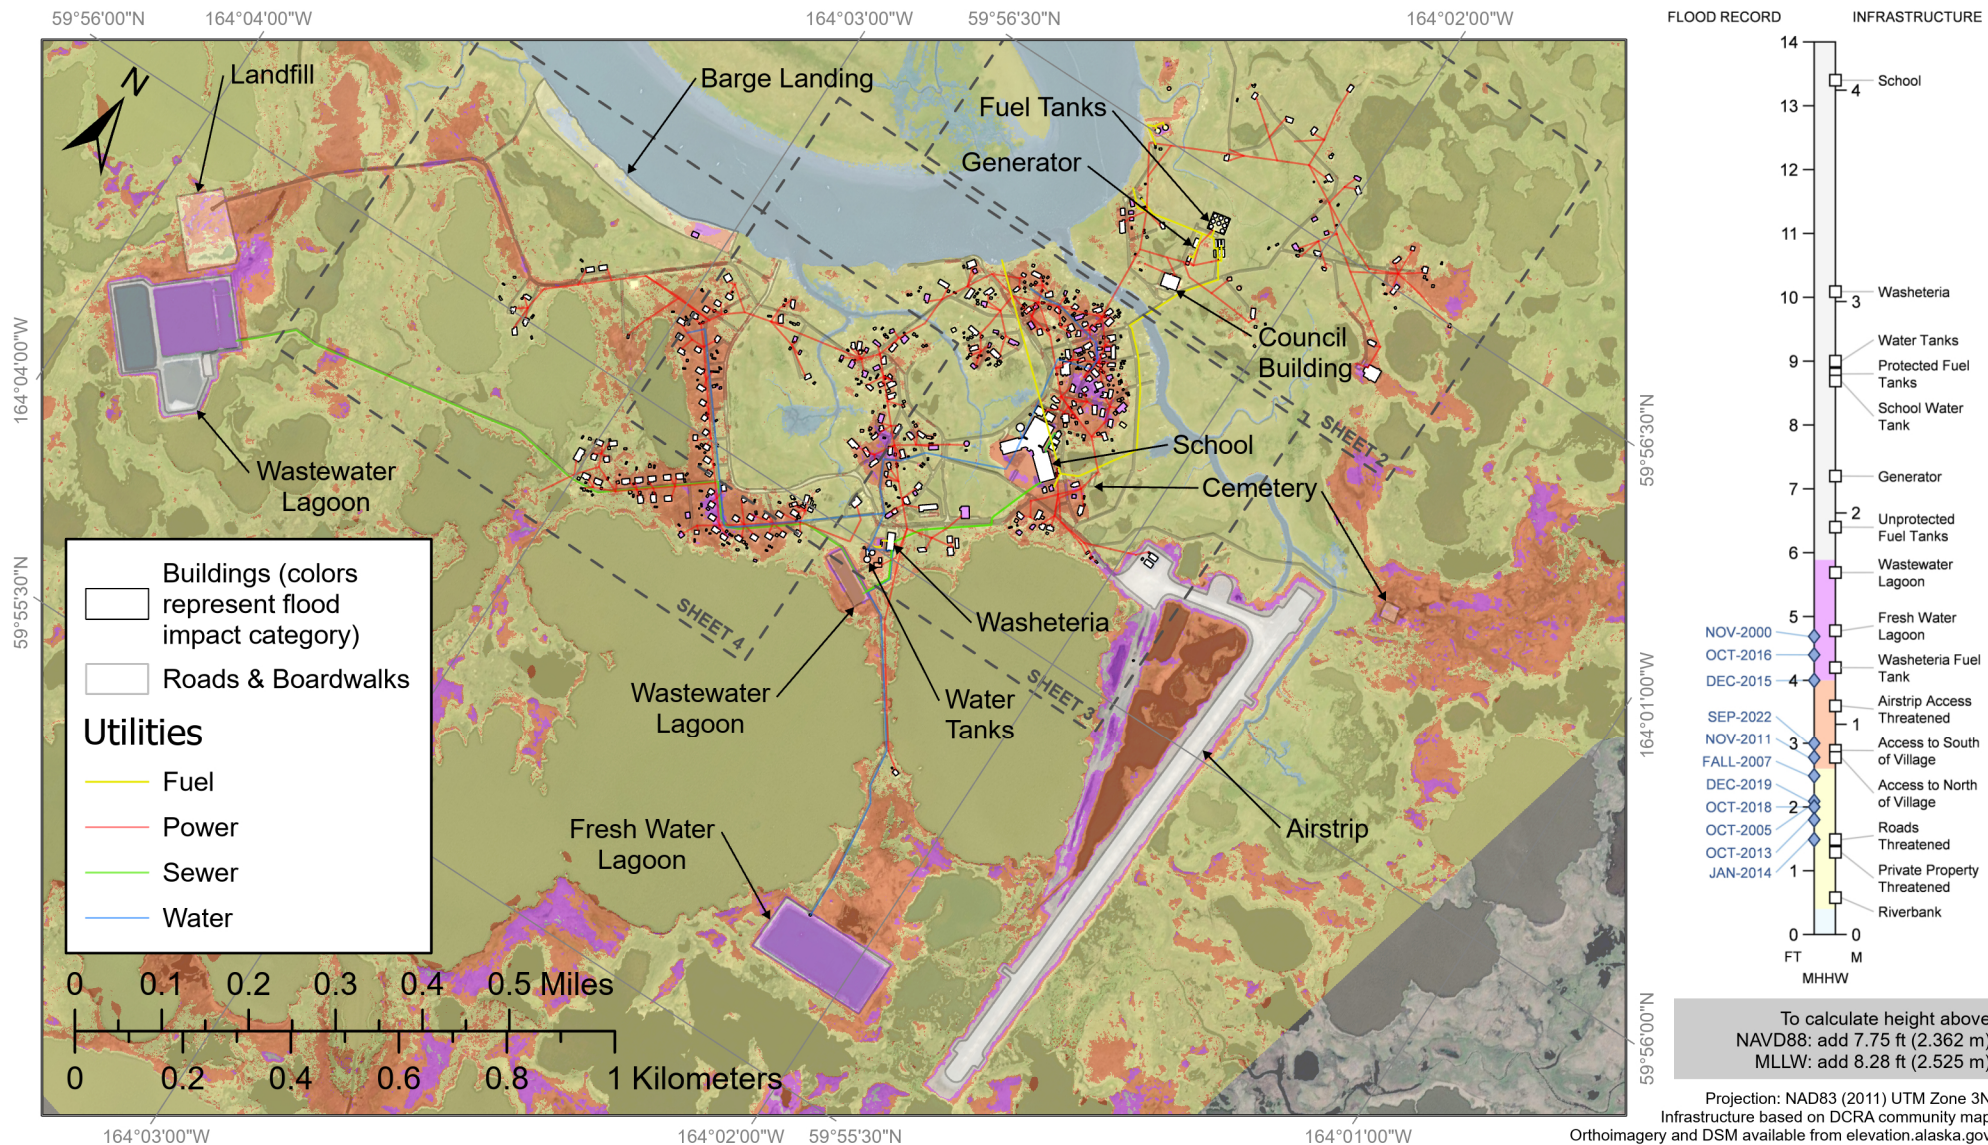 59°56'00"N
164°04'00"W
164°03'00"W
59°56'30"N
164°02'00"W
N
Landfill
Barge Landing
Fuel Tanks
Generator
Council
Building
School
Cemetery
Wastewater
Lagoon
SHEET 2
1
SHEET 4
SHEET 3
Washeteria
Wastewater
Lagoon
Water
Tanks
Airstrip
Fresh Water
Lagoon
164°04'00"W
59°55'30"N
59°56'30"N
164°01'00"W
59°56'00"N
Buildings (colors
represent flood
impact category)
Roads & Boardwalks
Utilities
Fuel
Power
Sewer
Water
0 0.1 0.2 0.3 0.4 0.5 Miles
0 0.2 0.4 0.6 0.8 1 Kilometers
164°03'00"W
164°02'00"W
59°55'30"N
164°01'00"W
FLOOD RECORD
INFRASTRUCTURE
14
13
12
11
10
9
8
7
6
5
4
3
2
1
0
4
3
2
1
0
FT
M
MHHW
NOV-2000
OCT-2016
DEC-2015
SEP-2022
NOV-2011
FALL-2007
DEC-2019
OCT-2018
OCT-2005
OCT-2013
JAN-2014
School
Washeteria
Water Tanks
Protected Fuel
Tanks
School Water
Tank
Generator
Unprotected
Fuel Tanks
Wastewater
Lagoon
Fresh Water
Lagoon
Washeteria Fuel
Tank
Airstrip Access
Threatened
Access to South
of Village
Access to North
of Village
Roads
Threatened
Private Property
Threatened
Riverbank
To calculate height above
NAVD88: add 7.75 ft (2.362 m)
MLLW: add 8.28 ft (2.525 m)
Projection: NAD83 (2011) UTM Zone 3N
Infrastructure based on DCRA community map
Orthoimagery and DSM available from elevation.alaska.gov